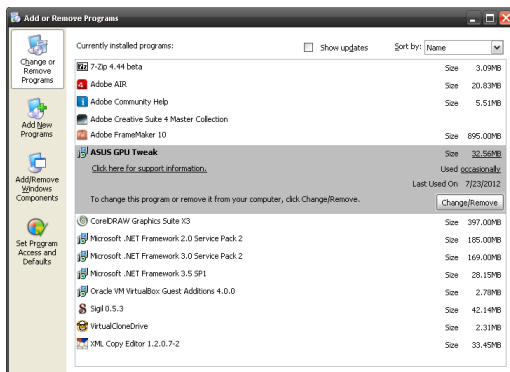 Add or Remove Programs
Change or Remove Programs
Add New Programs
Add/Remove Windows Components
Set Program Access and Defaults
Currently installed programs:
Show updates
Sort by: Name
7-Zip 4.44 beta Size 3.09MB
Adobe AIR Size 20.83MB
Adobe Community Help Size 5.51MB
Adobe Creative Suite 4 Master Collection
Adobe FrameMaker 10 Size 895.00MB
ASUS GPU Tweak Size 32.56MB
Click here for support information. Used occasionally
Last Used On 7/23/2012
To change this program or remove it from your computer, click Change/Remove. Change/Remove
CorelDRAW Graphics Suite X3 Size 397.00MB
Microsoft .NET Framework 2.0 Service Pack 2 Size 185.00MB
Microsoft .NET Framework 3.0 Service Pack 2 Size 169.00MB
Microsoft .NET Framework 3.5 SP1 Size 28.15MB
Oracle VM VirtualBox Guest Additions 4.0.0 Size 2.78MB
Sigil 0.5.3 Size 42.14MB
VirtualCloneDrive Size 2.31MB
XML Copy Editor 1.2.0.7-2 Size 33.45MB